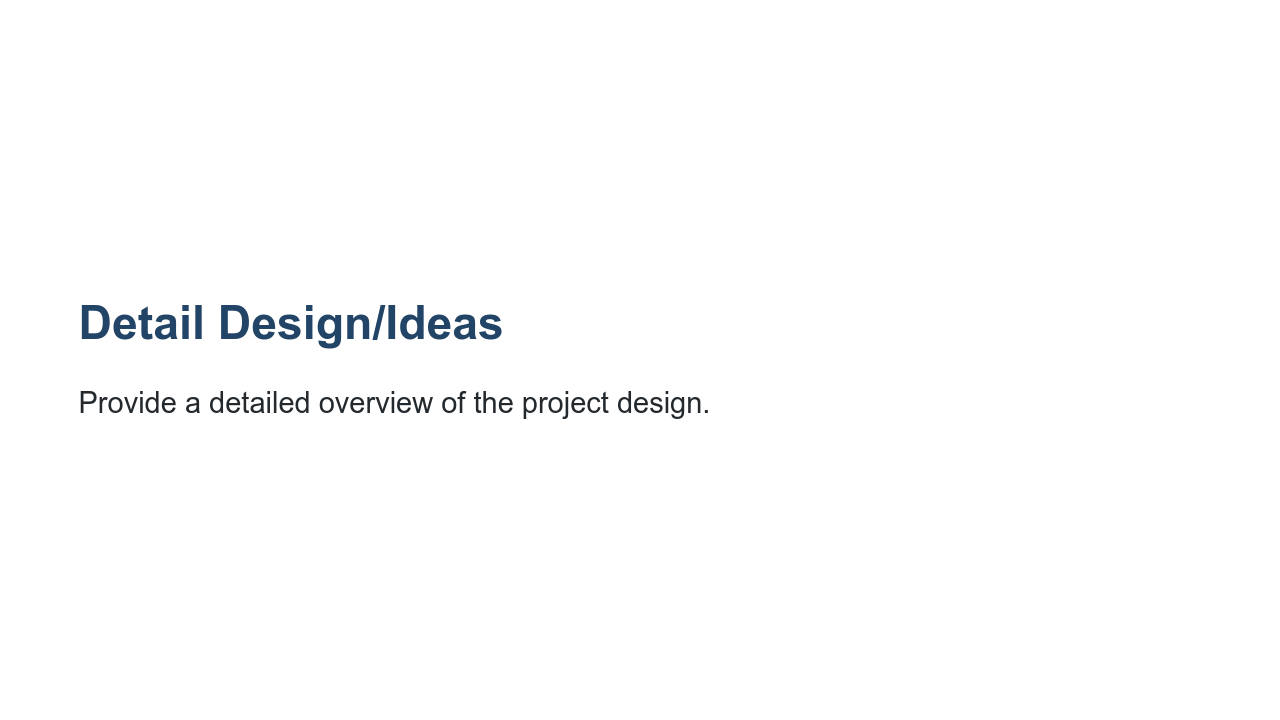 Detail Design/Ideas
Provide a detailed overview of the project design.